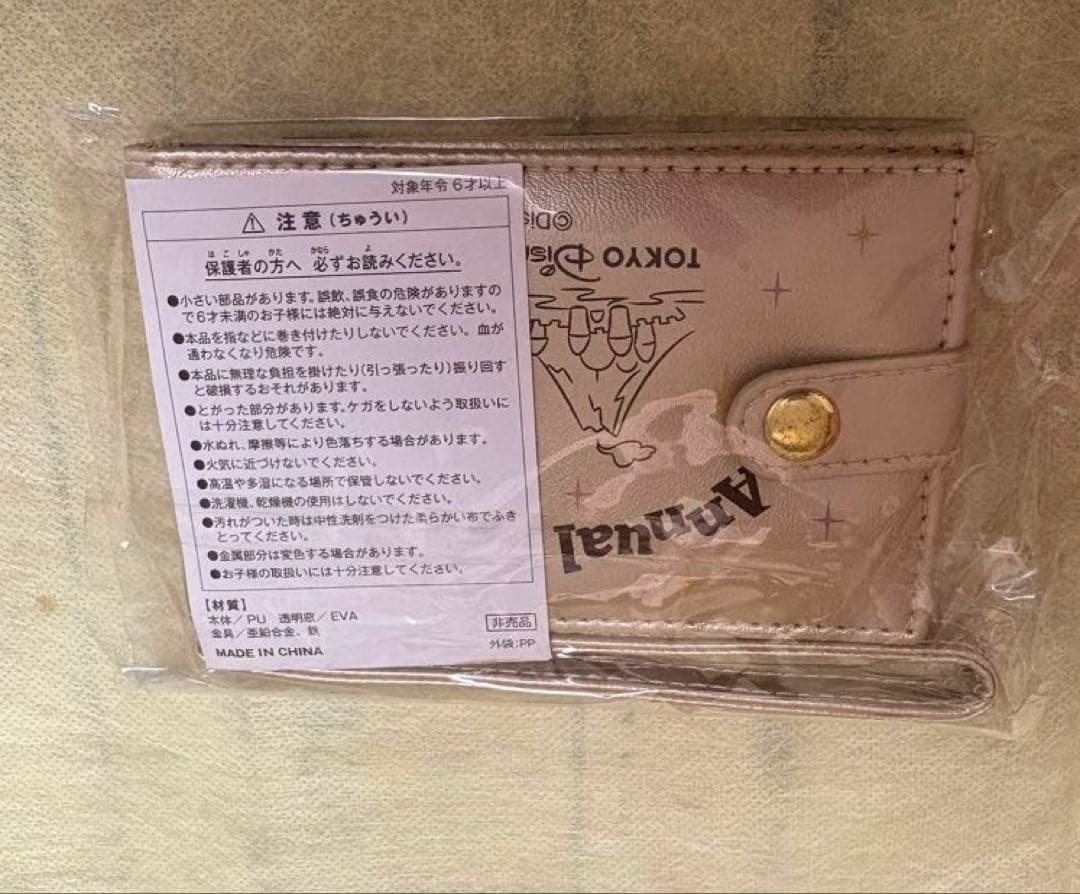 対象年令 6才以上
注意(ちゅうい)
保護者の方へ 必ずお読みください。
●小さい部品があります。誤飲、誤食の危険がありますの
で6才未満のお子様には絶対に与えないでください。
●本品を指などに巻き付けたりしないでください。血が
通わなくなり危険です。
●本品に無理な負担を掛けたり(引っ張ったり)振り回す
と破損するおそれがあります。
●とがった部分があります。ケガをしないよう取扱いに
は十分注意してください。
●水ぬれ、摩擦等により色落ちする場合があります。
●火気に近づけないでください。
●高温や多湿になる場所で保管しないでください。
●洗濯機、乾燥機の使用はしないでください。
●汚れがついた時は中性洗剤をつけた柔らかい布でふき
とってください。
●金属部分は変色する場合があります。
●お子様の取扱いには十分注意してください。
【材質】
本体/PU 透明窓/EVA
金具/亜鉛合金、鉄
非売品
MADE IN CHINA
外袋:PP
Annual
TOKYO Dis
©Dis